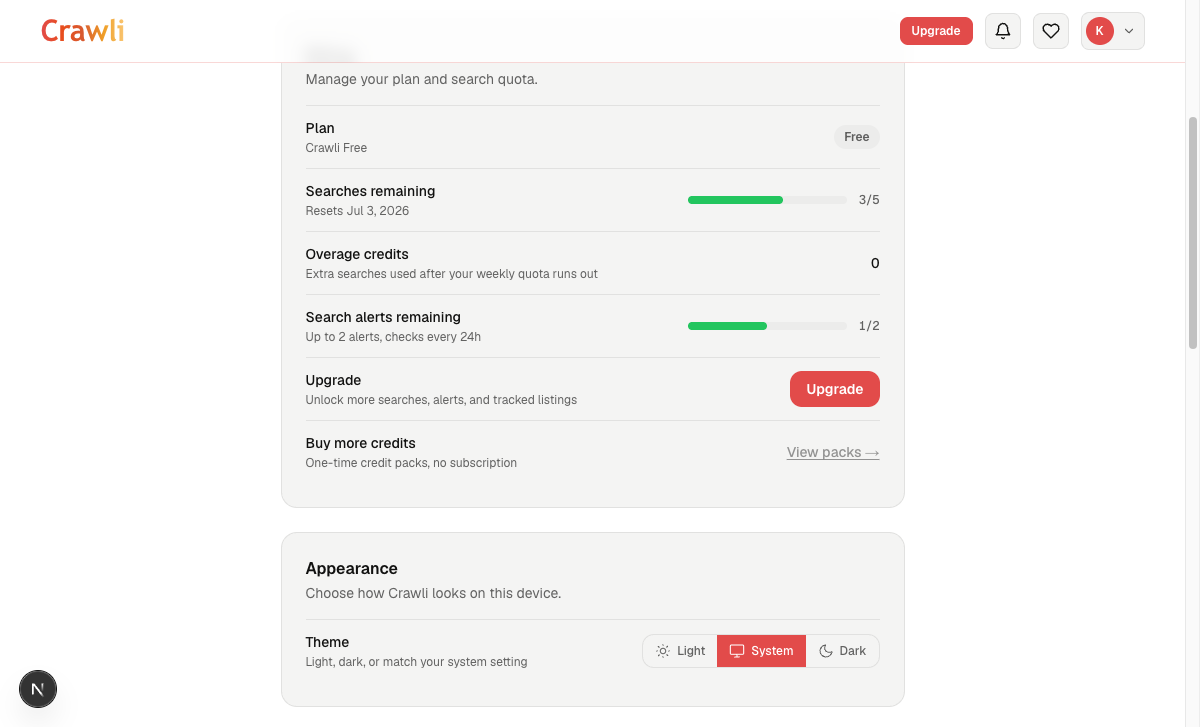 Crawli
Upgrade
K
Manage your plan and search quota.
Plan
Crawli Free
Free
Searches remaining
Resets Jul 3, 2026
3/5
Overage credits
Extra searches used after your weekly quota runs out
0
Search alerts remaining
Up to 2 alerts, checks every 24h
1/2
Upgrade
Unlock more searches, alerts, and tracked listings
Upgrade
Buy more credits
One-time credit packs, no subscription
View packs →
Appearance
Choose how Crawli looks on this device.
Theme
Light, dark, or match your system setting
Light
System
Dark
N